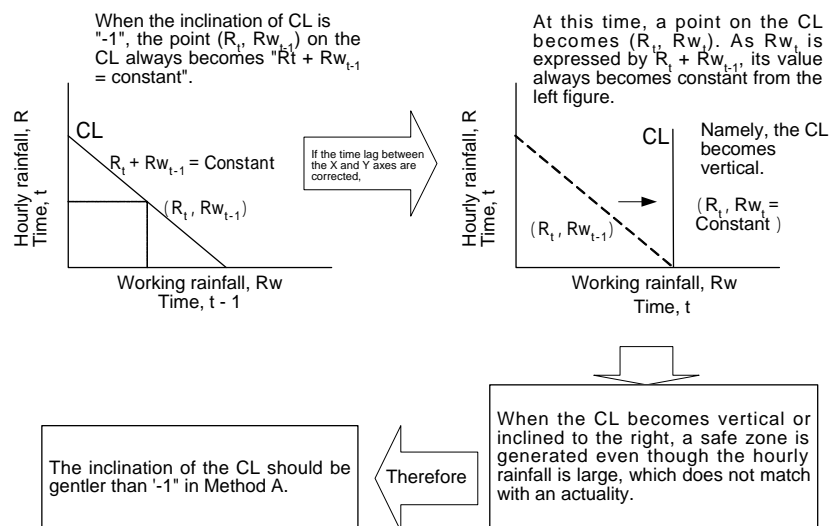 When the inclination of CL is
"-1", the point (Rt, Rwt-1) on the
CL always becomes "Rt + Rwt-1
= constant".
Hourly rainfall, R
Time, t
CL
Rt + Rwt-1 = Constant
(Rt, Rwt-1)
Working rainfall, Rw
Time, t - 1
If the time lag between
the X and Y axes are
corrected,
At this time, a point on the CL
becomes (Rt, Rwt). As Rwt is
expressed by Rt + Rwt-1, its value
always becomes constant from the
left figure.
Hourly rainfall, R
Time, t
CL
Namely, the CL
becomes
vertical.
(Rt, Rwt =
Constant )
(Rt, Rwt-1)
Working rainfall, Rw
Time, t
When the CL becomes vertical or
inclined to the right, a safe zone is
generated even though the hourly
rainfall is large, which does not match
with an actuality.
Therefore
The inclination of the CL should be
gentler than '-1" in Method A.